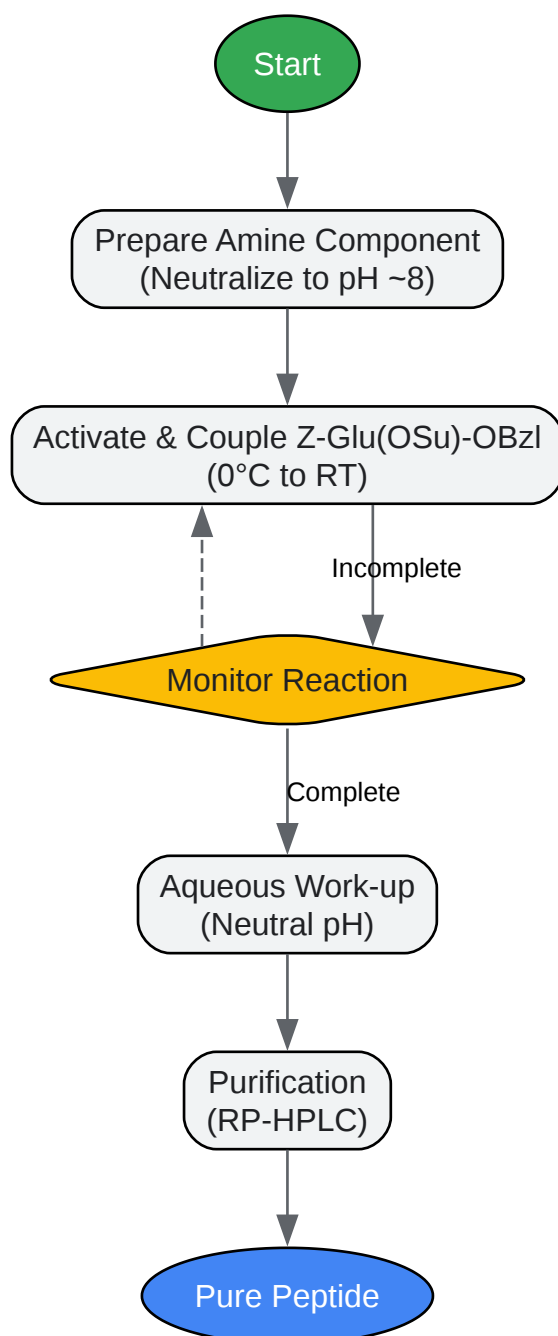 Start
Prepare Amine Component
(Neutralize to pH ~8)
Activate & Couple Z-Glu(OSu)-OBzl
(0°C to RT)
Incomplete
Monitor Reaction
Complete
Aqueous Work-up
(Neutral pH)
Purification
(RP-HPLC)
Pure Peptide